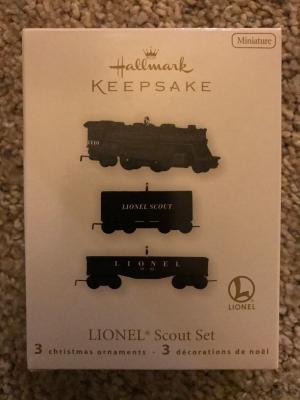 Miniature
Hallmark
KEEPSAKE
LIONEL SCOUT
LIONEL
L
LIONEL
LIONEL® Scout Set
3 christmas ornaments - 3 décorations de noël